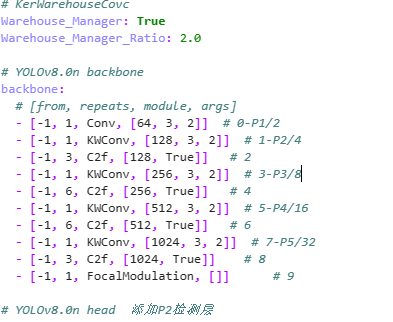 # KerWarehouseCovc
Warehouse_Manager: True
Warehouse_Manager_Ratio: 2.0
# YOLOv8.0n backbone
backbone:
# [from, repeats, module, args]
- [-1, 1, Conv, [64, 3, 2]] # 0-P1/2
- [-1, 1, KWConv, [128, 3, 2]] # 1-P2/4
- [-1, 3, C2f, [128, True]] # 2
- [-1, 1, KWConv, [256, 3, 2]] # 3-P3/8
- [-1, 6, C2f, [256, True]] # 4
- [-1, 1, KWConv, [512, 3, 2]] # 5-P4/16
- [-1, 6, C2f, [512, True]] # 6
- [-1, 1, KWConv, [1024, 3, 2]] # 7-P5/32
- [-1, 3, C2f, [1024, True]] # 8
- [-1, 1, FocalModulation, []] # 9
# YOLOv8.0n head 添加P2检测层